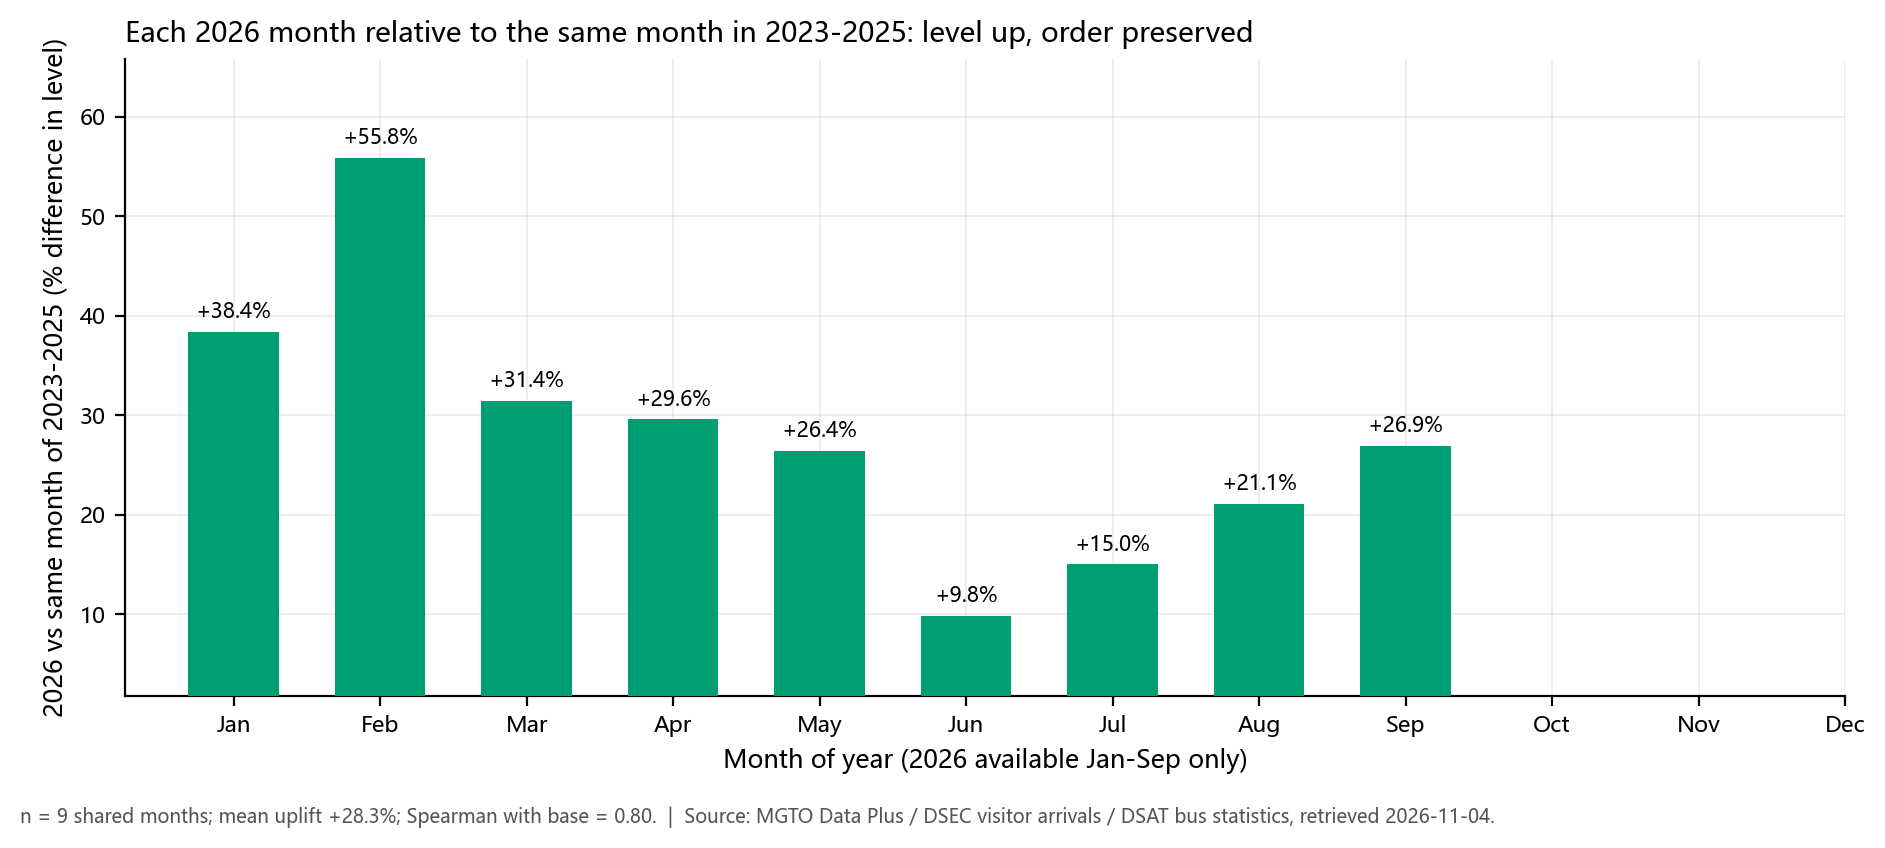 Each 2026 month relative to the same month in 2023-2025: level up, order preserved
2026 vs same month of 2023-2025 (% difference in level)
60
50
40
30
20
10
+38.4%
+55.8%
+31.4%
+29.6%
+26.4%
+9.8%
+15.0%
+21.1%
+26.9%
Jan
Feb
Mar
Apr
May
Jun
Jul
Aug
Sep
Oct
Nov
Dec
Month of year (2026 available Jan-Sep only)
n = 9 shared months; mean uplift +28.3%; Spearman with base = 0.80.  |  Source: MGTO Data Plus / DSEC visitor arrivals / DSAT bus statistics, retrieved 2026-11-04.